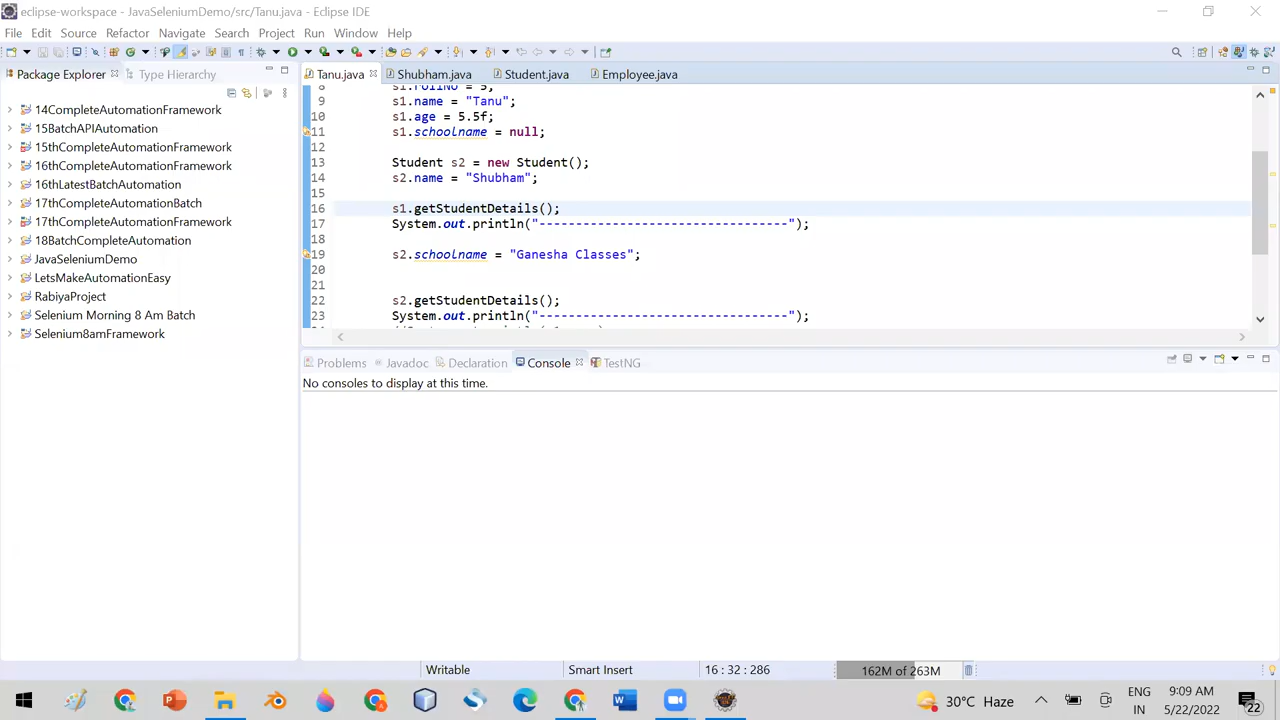 eclipse-workspace - JavaSeleniumDemo/src/Tanu.java - Eclipse IDE
File Edit Source Refactor Navigate Search Project Run Window Help
Package Explorer
Type Hierarchy
14CompleteAutomationFramework
15BatchAPIAutomation
15thCompleteAutomationFramework
16thCompleteAutomationFramework
16thLatestBatchAutomation
17thCompleteAutomationBatch
17thCompleteAutomationFramework
18BatchCompleteAutomation
JavaSeleniumDemo
LetsMakeAutomationEasy
RabiyaProject
Selenium Morning 8 Am Batch
Selenium8amFramework
Tanu.java Shubham.java Student.java Employee.java
8 s1.rollNo = 5;
9 s1.name = "Tanu";
10 s1.age = 5.5f;
11 s1.schoolname = null;
12
13 Student s2 = new Student();
14 s2.name = "Shubham";
15
16 s1.getStudentDetails();
17 System.out.println("----------------------------------");
18
19 s2.schoolname = "Ganesha Classes";
20
21
22 s2.getStudentDetails();
23 System.out.println("----------------------------------");
Problems Javadoc Declaration Console TestNG
No consoles to display at this time.
Writable Smart Insert 16 : 32 : 286 162M of 263M
30°C Haze
ENG
IN
9:09 AM
5/22/2022
22